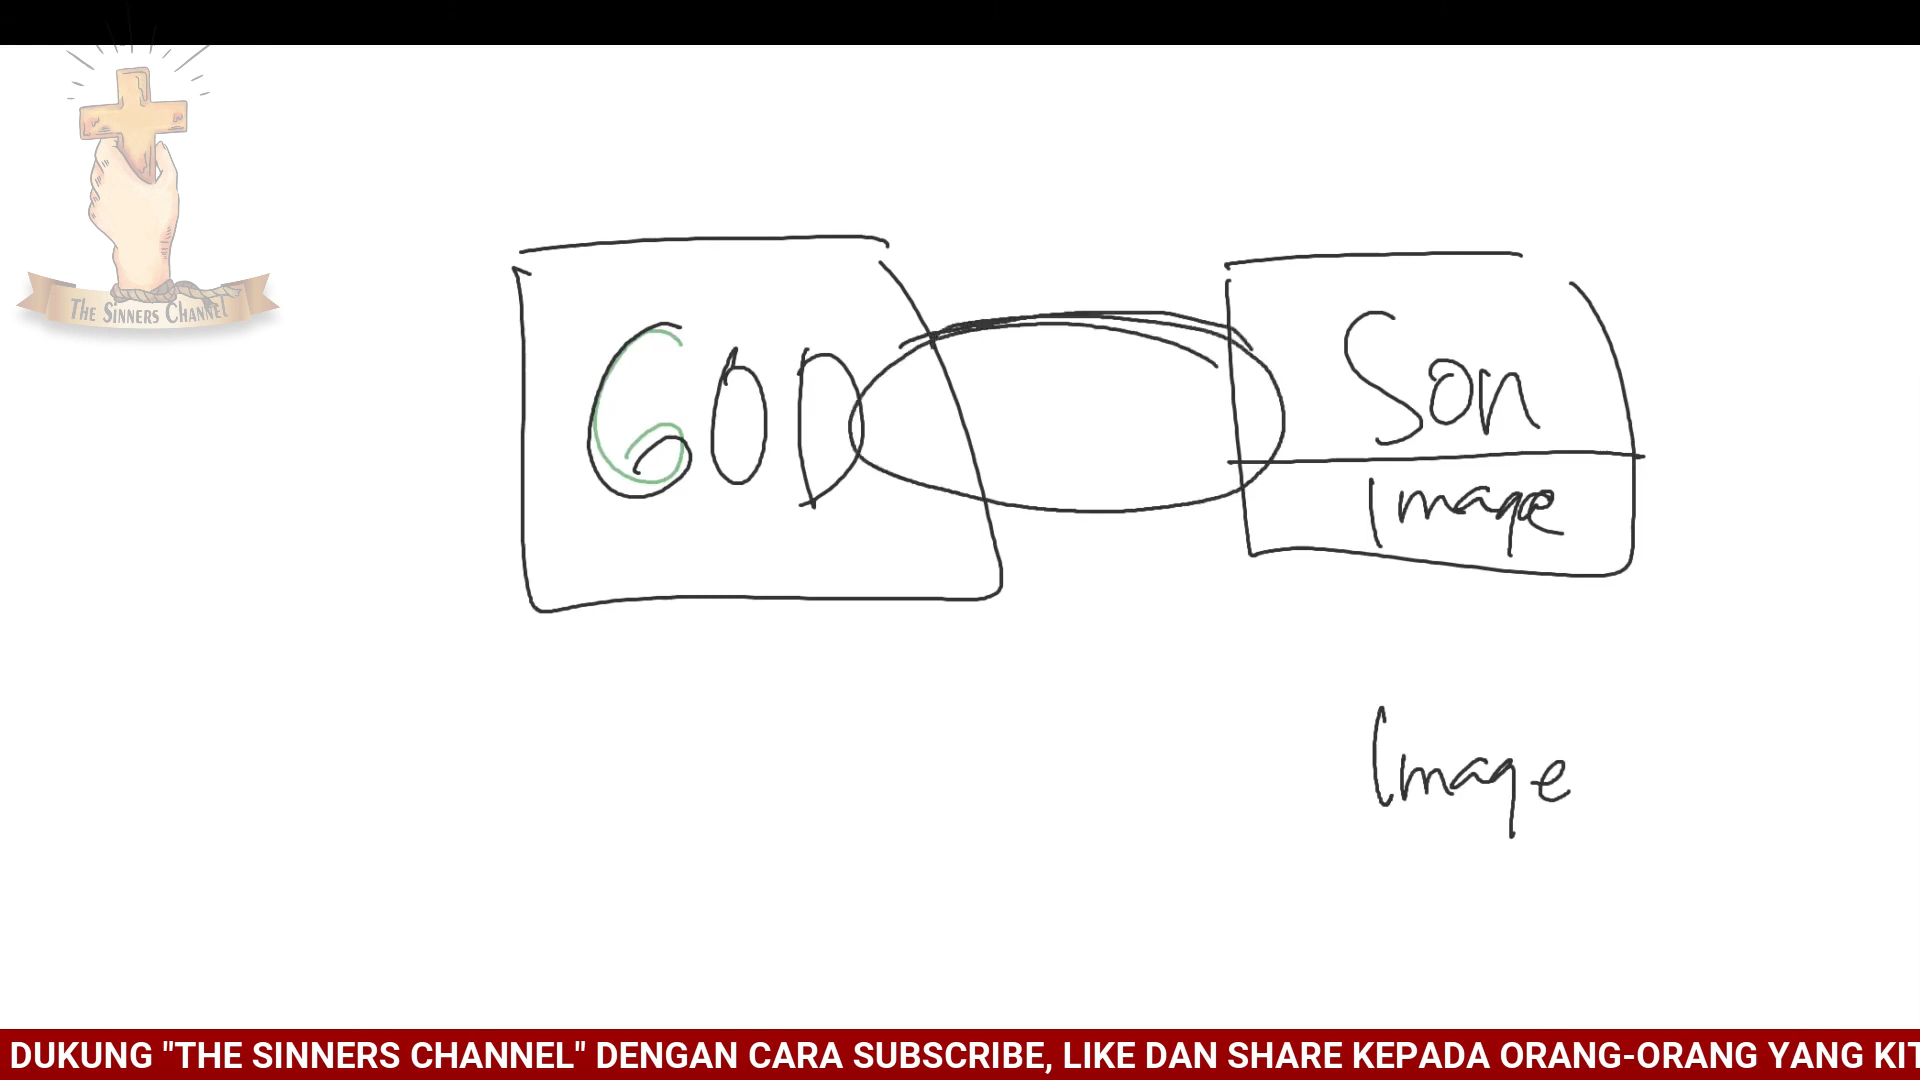 THE SINNERS CHANNEL
GOD
Son
Image
Image
DUKUNG "THE SINNERS CHANNEL" DENGAN CARA SUBSCRIBE, LIKE DAN SHARE KEPADA ORANG-ORANG YANG KIT